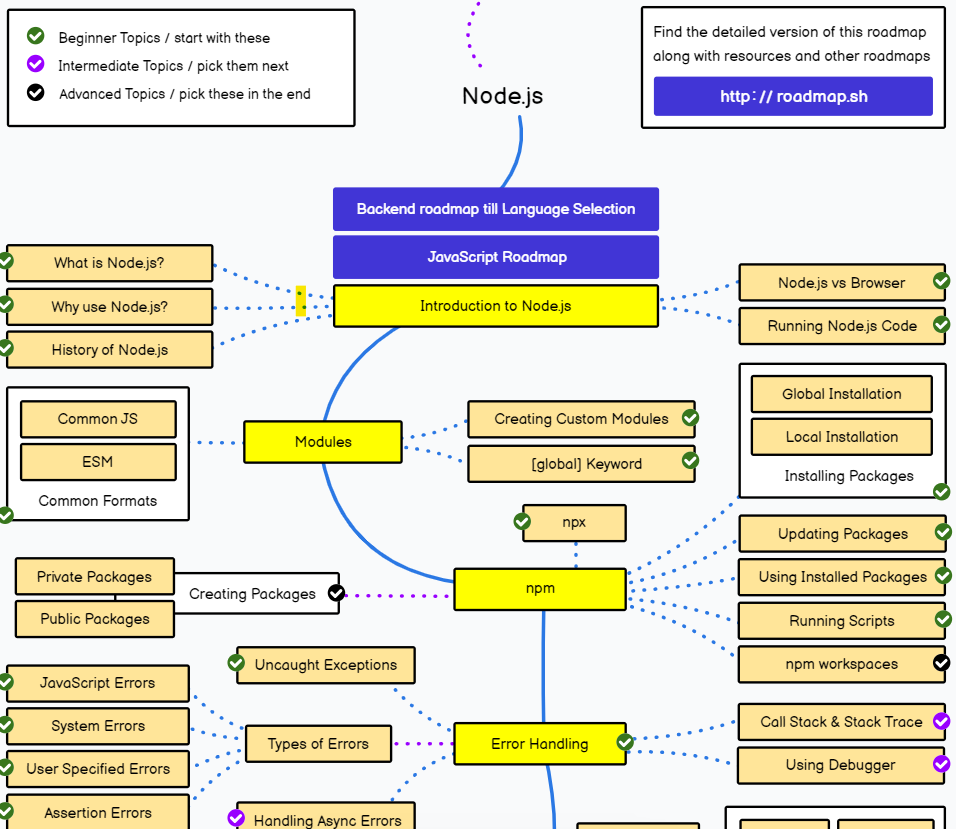 Beginner Topics / start with these
Intermediate Topics / pick them next
Advanced Topics / pick these in the end
Node.js
Find the detailed version of this roadmap
along with resources and other roadmaps
http://roadmap.sh
Backend roadmap till Language Selection
JavaScript Roadmap
Introduction to Node.js
What is Node.js?
Why use Node.js?
History of Node.js
Node.js vs Browser
Running Node.js Code
Common JS
ESM
Common Formats
Modules
Creating Custom Modules
[global] Keyword
Global Installation
Local Installation
Installing Packages
npx
npm
Updating Packages
Using Installed Packages
Running Scripts
npm workspaces
Private Packages
Public Packages
Creating Packages
Uncaught Exceptions
JavaScript Errors
System Errors
User Specified Errors
Assertion Errors
Types of Errors
Error Handling
Call Stack & Stack Trace
Using Debugger
Handling Async Errors